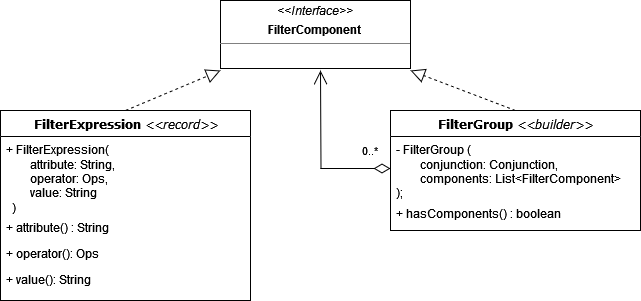 <<Interface>>
FilterComponent
FilterExpression <<record>>
+ FilterExpression(
attribute: String,
operator: Ops,
value: String
)
+ attribute() : String
+ operator(): Ops
+ value(): String
0..*
FilterGroup <<builder>>
- FilterGroup (
conjunction: Conjunction,
components: List<FilterComponent>
);
+ hasComponents() : boolean